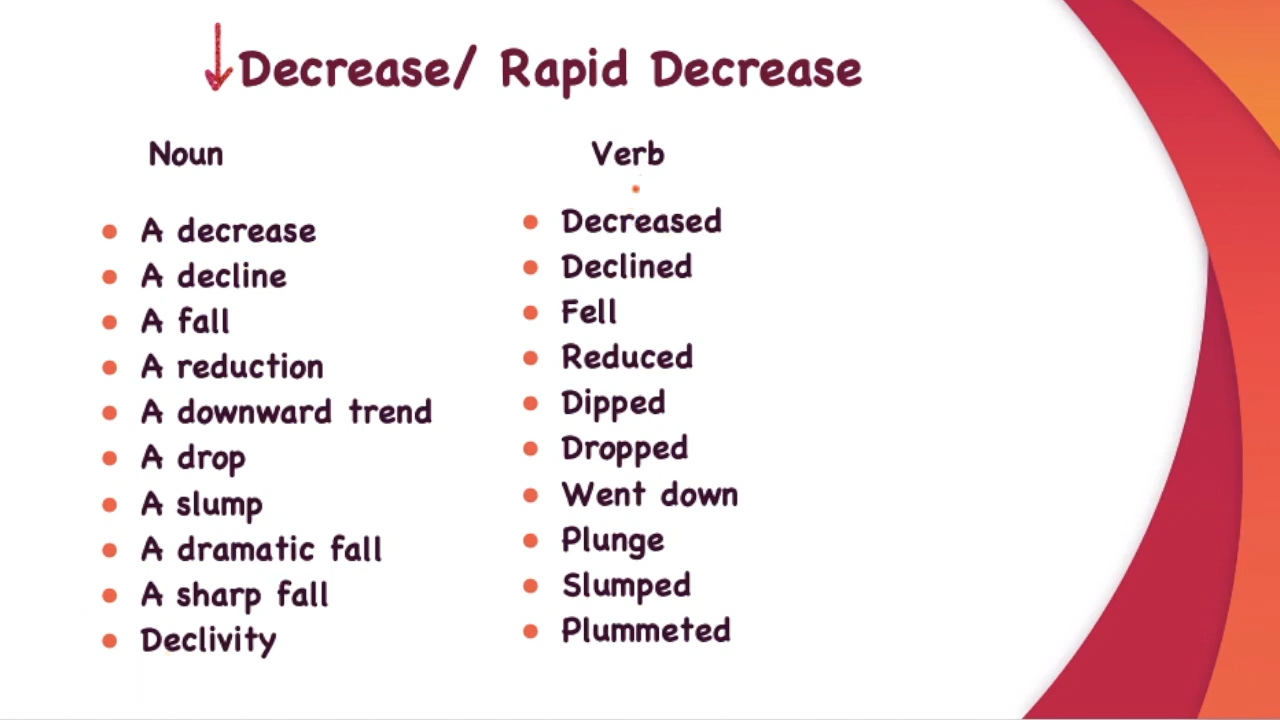 Decrease/ Rapid Decrease
Noun
A decrease
A decline
A fall
A reduction
A downward trend
A drop
A slump
A dramatic fall
A sharp fall
Declivity
Verb
Decreased
Declined
Fell
Reduced
Dipped
Dropped
Went down
Plunge
Slumped
Plummeted